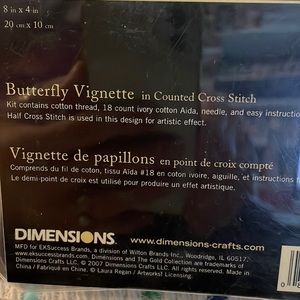 8 in x 4 in
20 cm x 10 cm
Butterfly Vignette in Counted Cross Stitch
Kit contains cotton thread, 18 count ivory cotton Aida, needle, and easy instructio
Half Cross Stitch is used in this design for artistic effect.
Vignette de papillons en point de croix compté
Comprends du fil de coton, tissu Aïda #18 en coton ivoire, aiguille, et instructions f
Le demi-point de croix est utilisé pour produire un effet artistique.
DIMENSIONS® www.dimensions-crafts.com
MFD for EKSuccess Brands, a division of Wilton Brands Inc., Woodridge, IL 60517.
www.eksuccessbrands.com. Dimensions and The Gold Collection are trademarks of
Dimensions Crafts LLC. © 2007 Dimensions Crafts LLC. All rights reserved. Made in
China / Fabriqué en Chine. © Laura Regan / Artworks! Licensing.